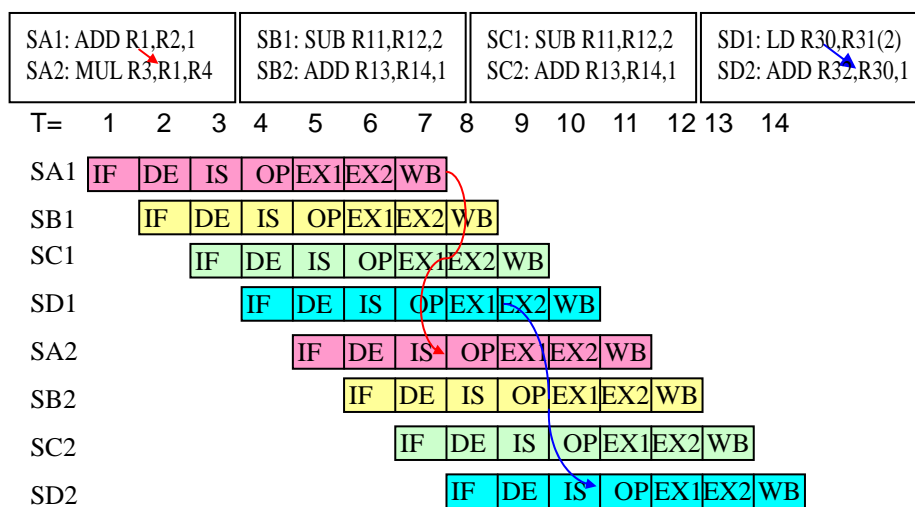 SA1: ADD R1,R2,1
SA2: MUL R3,R1,R4
SB1: SUB R11,R12,2
SB2: ADD R13,R14,1
SC1: SUB R11,R12,2
SC2: ADD R13,R14,1
SD1: LD R30,R31(2)
SD2: ADD R32,R30,1
T= 1 2 3 4 5 6 7 8 9 10 11 12 13 14
SA1 IF DE IS OP EX1 EX2 WB
SB1 IF DE IS OP EX1 EX2 WB
SC1 IF DE IS OP EX1 EX2 WB
SD1 IF DE IS OP EX1 EX2 WB
SA2 IF DE IS OP EX1 EX2 WB
SB2 IF DE IS OP EX1 EX2 WB
SC2 IF DE IS OP EX1 EX2 WB
SD2 IF DE IS OP EX1 EX2 WB